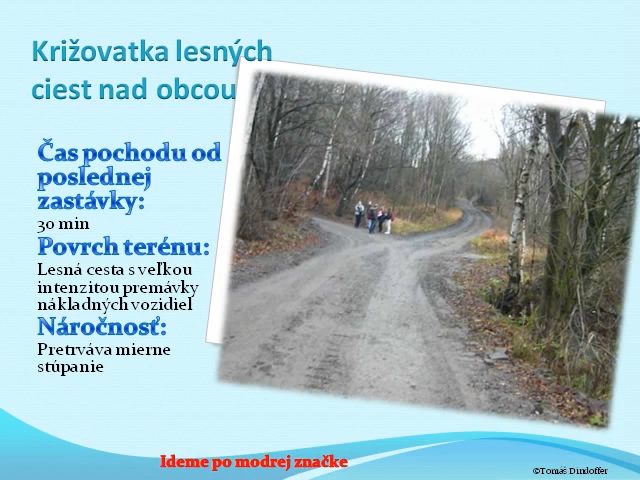 Križovatka lesných
ciest nad obcou
Čas pochodu od
poslednej
zastávky:
30 min
Povrch terénu:
Lesná cesta s veľkou
intenzitou premávky
nákladných vozidiel
Náročnosť:
Pretrváva mierne
stúpanie
Ideme po modrej značke
©Tomáš Dindoffer